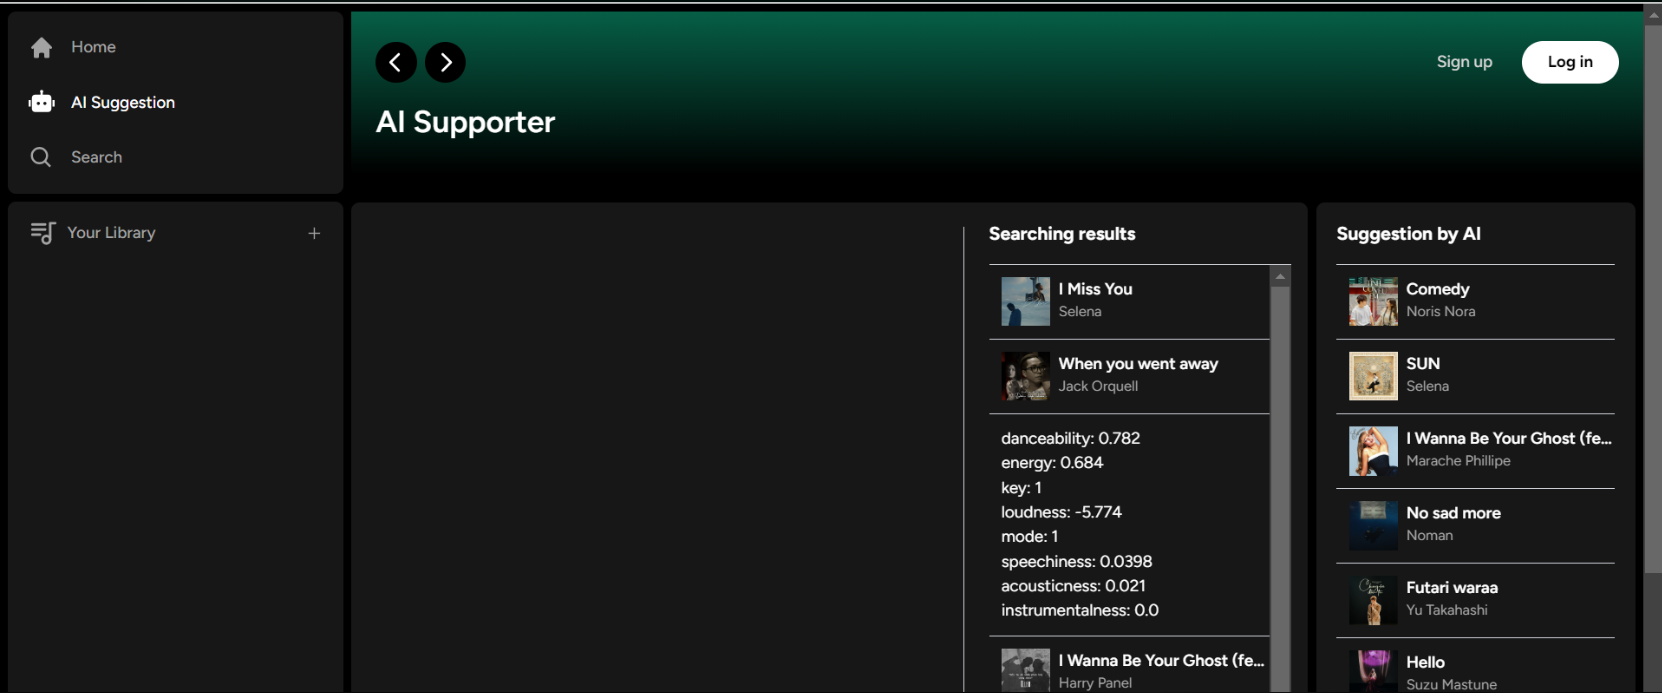 Home
AI Suggestion
Search
Your Library
Sign up
Log in
AI Supporter
Searching results
I Miss You
Selena
When you went away
Jack Orquell
danceability: 0.782
energy: 0.684
key: 1
loudness: -5.774
mode: 1
speechiness: 0.0398
acousticness: 0.021
instrumentalness: 0.0
I Wanna Be Your Ghost (fe...
Harry Panel
Suggestion by AI
Comedy
Noris Nora
SUN
Selena
I Wanna Be Your Ghost (fe...
Marache Phillipe
No sad more
Noman
Futari waraa
Yu Takahashi
Hello
Suzu Mastune